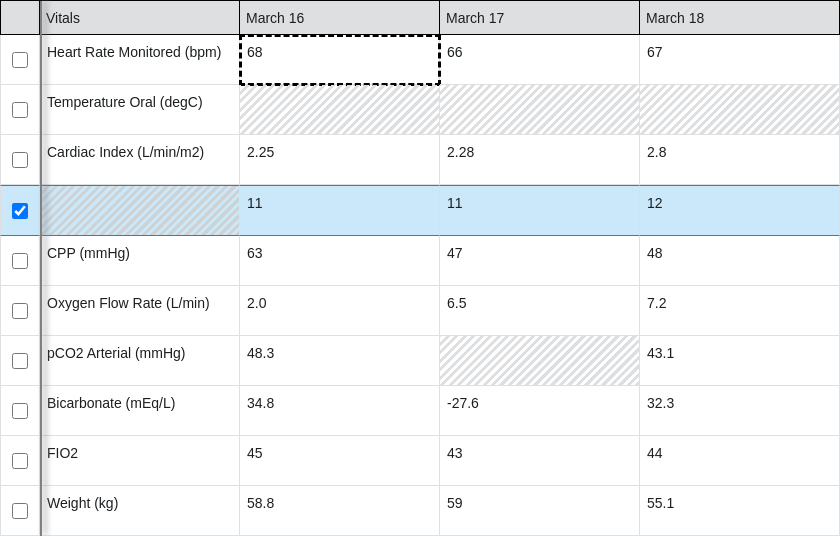 Vitals March 16 March 17 March 18
Heart Rate Monitored (bpm) 68 66 67
Temperature Oral (degC)
Cardiac Index (L/min/m2) 2.25 2.28 2.8
11 11 12
CPP (mmHg) 63 47 48
Oxygen Flow Rate (L/min) 2.0 6.5 7.2
pCO2 Arterial (mmHg) 48.3 43.1
Bicarbonate (mEq/L) 34.8 -27.6 32.3
FIO2 45 43 44
Weight (kg) 58.8 59 55.1